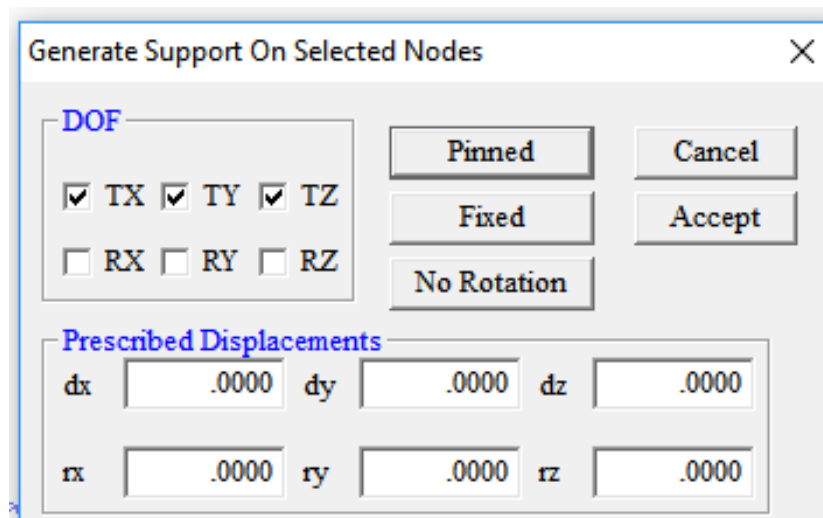 Generate Support On Selected Nodes
DOF
TX TY TZ
RX RY RZ
Pinned
Fixed
No Rotation
Cancel
Accept
Prescribed Displacements
dx .0000 dy .0000 dz .0000
rx .0000 ry .0000 rz .0000